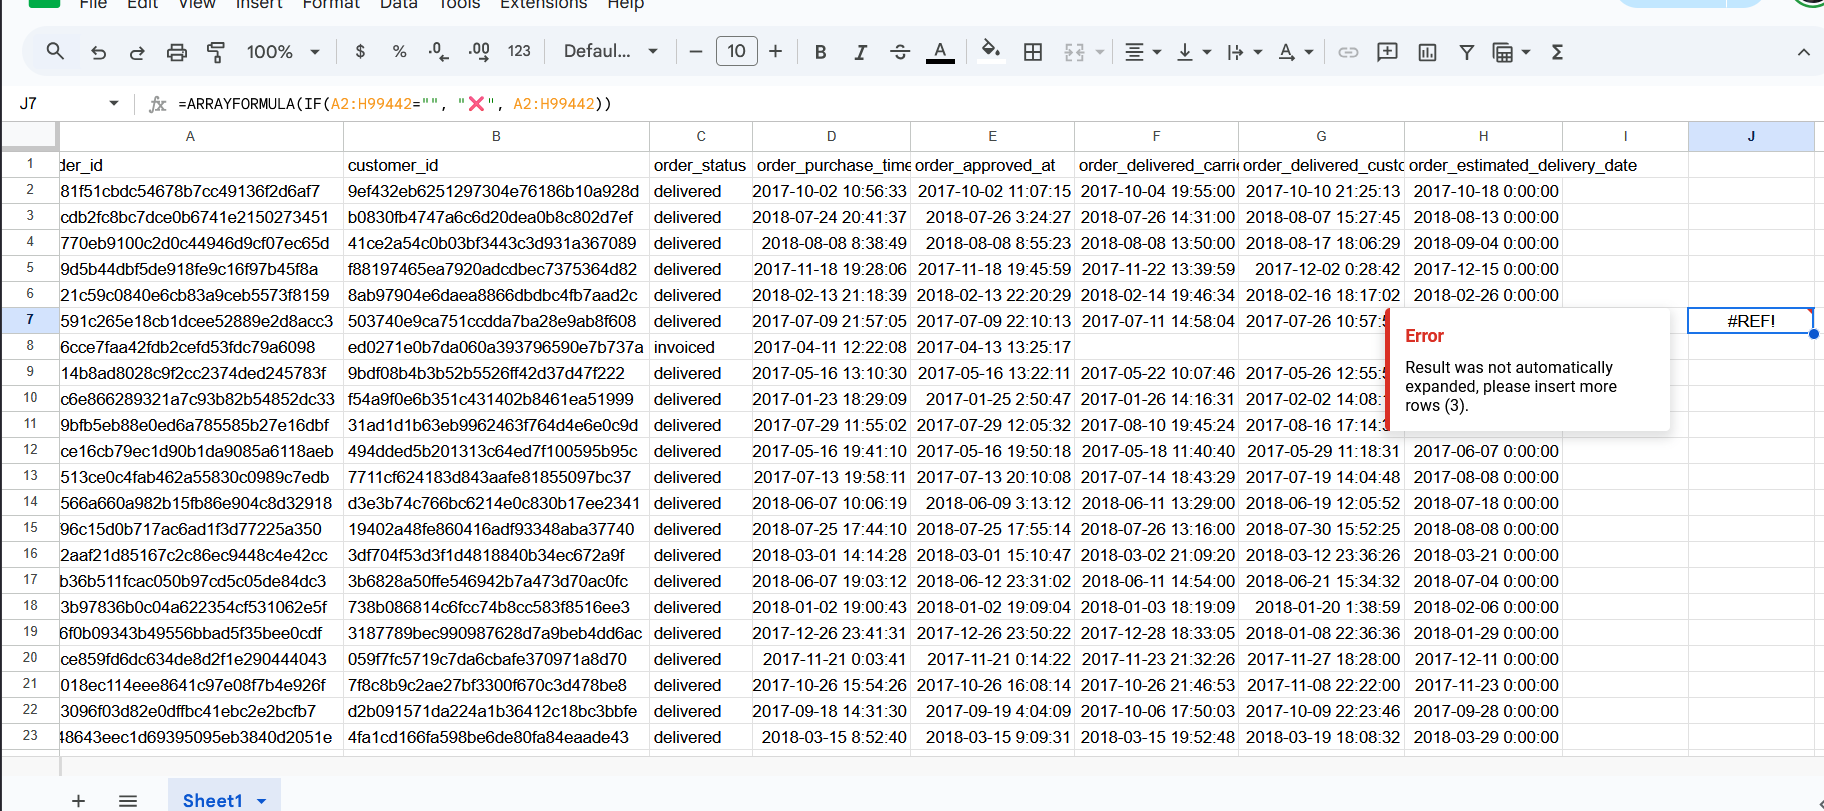 File Edit View Insert Format Data Tools Extensions Help
100% $ % .0 .00 123 Defaul... − 10 + B I A Σ
J7 fx =ARRAYFORMULA(IF(A2:H99442="", "❌", A2:H99442))
A B C D E F G H I J
1 der_id customer_id order_status order_purchase_time order_approved_at order_delivered_carrie order_delivered_custo order_estimated_delivery_date
2 81f51cbdc54678b7cc49136f2d6af7 9ef432eb6251297304e76186b10a928d delivered 2017-10-02 10:56:33 2017-10-02 11:07:15 2017-10-04 19:55:00 2017-10-10 21:25:13 2017-10-18 0:00:00
3 cdb2fc8bc7dce0b6741e2150273451 b0830fb4747a6c6d20dea0b8c802d7ef delivered 2018-07-24 20:41:37 2018-07-26 3:24:27 2018-07-26 14:31:00 2018-08-07 15:27:45 2018-08-13 0:00:00
4 770eb9100c2d0c44946d9cf07ec65d 41ce2a54c0b03bf3443c3d931a367089 delivered 2018-08-08 8:38:49 2018-08-08 8:55:23 2018-08-08 13:50:00 2018-08-17 18:06:29 2018-09-04 0:00:00
5 9d5b44dbf5de918fe9c16f97b45f8a f88197465ea7920adcdbec7375364d82 delivered 2017-11-18 19:28:06 2017-11-18 19:45:59 2017-11-22 13:39:59 2017-12-02 0:28:42 2017-12-15 0:00:00
6 21c59c0840e6cb83a9ceb5573f8159 8ab97904e6daea8866dbdbc4fb7aad2c delivered 2018-02-13 21:18:39 2018-02-13 22:20:29 2018-02-14 19:46:34 2018-02-16 18:17:02 2018-02-26 0:00:00
7 591c265e18cb1dcee52889e2d8acc3 503740e9ca751ccdda7ba28e9ab8f608 delivered 2017-07-09 21:57:05 2017-07-09 22:10:13 2017-07-11 14:58:04 2017-07-26 10:57: #REF!
8 6cce7faa42fdb2cefd53fdc79a6098 ed0271e0b7da060a393796590e7b737a invoiced 2017-04-11 12:22:08 2017-04-13 13:25:17
9 14b8ad8028c9f2cc2374ded245783f 9bdf08b4b3b52b5526ff42d37d47f222 delivered 2017-05-16 13:10:30 2017-05-16 13:22:11 2017-05-22 10:07:46 2017-05-26 12:55:
10 c6e866289321a7c93b82b54852dc33 f54a9f0e6b351c431402b8461ea51999 delivered 2017-01-23 18:29:09 2017-01-25 2:50:47 2017-01-26 14:16:31 2017-02-02 14:08:
11 9bfb5eb88e0ed6a785585b27e16dbf 31ad1d1b63eb9962463f764d4e6e0c9d delivered 2017-07-29 11:55:02 2017-07-29 12:05:32 2017-08-10 19:45:24 2017-08-16 17:14:
Error
Result was not automatically
expanded, please insert more
rows (3).
12 ce16cb79ec1d90b1da9085a6118aeb 494dded5b201313c64ed7f100595b95c delivered 2017-05-16 19:41:10 2017-05-16 19:50:18 2017-05-18 11:40:40 2017-05-29 11:18:31 2017-06-07 0:00:00
13 513ce0c4fab462a55830c0989c7edb 7711cf624183d843aafe81855097bc37 delivered 2017-07-13 19:58:11 2017-07-13 20:10:08 2017-07-14 18:43:29 2017-07-19 14:04:48 2017-08-08 0:00:00
14 566a660a982b15fb86e904c8d32918 d3e3b74c766bc6214e0c830b17ee2341 delivered 2018-06-07 10:06:19 2018-06-09 3:13:12 2018-06-11 13:29:00 2018-06-19 12:05:52 2018-07-18 0:00:00
15 96c15d0b717ac6ad1f3d77225a350 19402a48fe860416adf93348aba37740 delivered 2018-07-25 17:44:10 2018-07-25 17:55:14 2018-07-26 13:16:00 2018-07-30 15:52:25 2018-08-08 0:00:00
16 2aaf21d85167c2c86ec9448c4e42cc 3df704f53d3f1d4818840b34ec672a9f delivered 2018-03-01 14:14:28 2018-03-01 15:10:47 2018-03-02 21:09:20 2018-03-12 23:36:26 2018-03-21 0:00:00
17 b36b511fcac050b97cd5c05de84dc3 3b6828a50ffe546942b7a473d70ac0fc delivered 2018-06-07 19:03:12 2018-06-12 23:31:02 2018-06-11 14:54:00 2018-06-21 15:34:32 2018-07-04 0:00:00
18 3b97836b0c04a622354cf531062e5f 738b086814c6fcc74b8cc583f8516ee3 delivered 2018-01-02 19:00:43 2018-01-02 19:09:04 2018-01-03 18:19:09 2018-01-20 1:38:59 2018-02-06 0:00:00
19 6f0b09343b49556bbad5f35bee0cdf 3187789bec990987628d7a9beb4dd6ac delivered 2017-12-26 23:41:31 2017-12-26 23:50:22 2017-12-28 18:33:05 2018-01-08 22:36:36 2018-01-29 0:00:00
20 ce859fd6dc634de8d2f1e290444043 059f7fc5719c7da6cbafe370971a8d70 delivered 2017-11-21 0:03:41 2017-11-21 0:14:22 2017-11-23 21:32:26 2017-11-27 18:28:00 2017-12-11 0:00:00
21 018ec114eee8641c97e08f7b4e926f 7f8c8b9c2ae27bf3300f670c3d478be8 delivered 2017-10-26 15:54:26 2017-10-26 16:08:14 2017-10-26 21:46:53 2017-11-08 22:22:00 2017-11-23 0:00:00
22 3096f03d82e0dffbc41ebc2e2bcfb7 d2b091571da224a1b36412c18bc3bbfe delivered 2017-09-18 14:31:30 2017-09-19 4:04:09 2017-10-06 17:50:03 2017-10-09 22:23:46 2017-09-28 0:00:00
23 48643eec1d69395095eb3840d2051e 4fa1cd166fa598be6de80fa84eaade43 delivered 2018-03-15 8:52:40 2018-03-15 9:09:31 2018-03-15 19:52:48 2018-03-19 18:08:32 2018-03-29 0:00:00
+ Sheet1